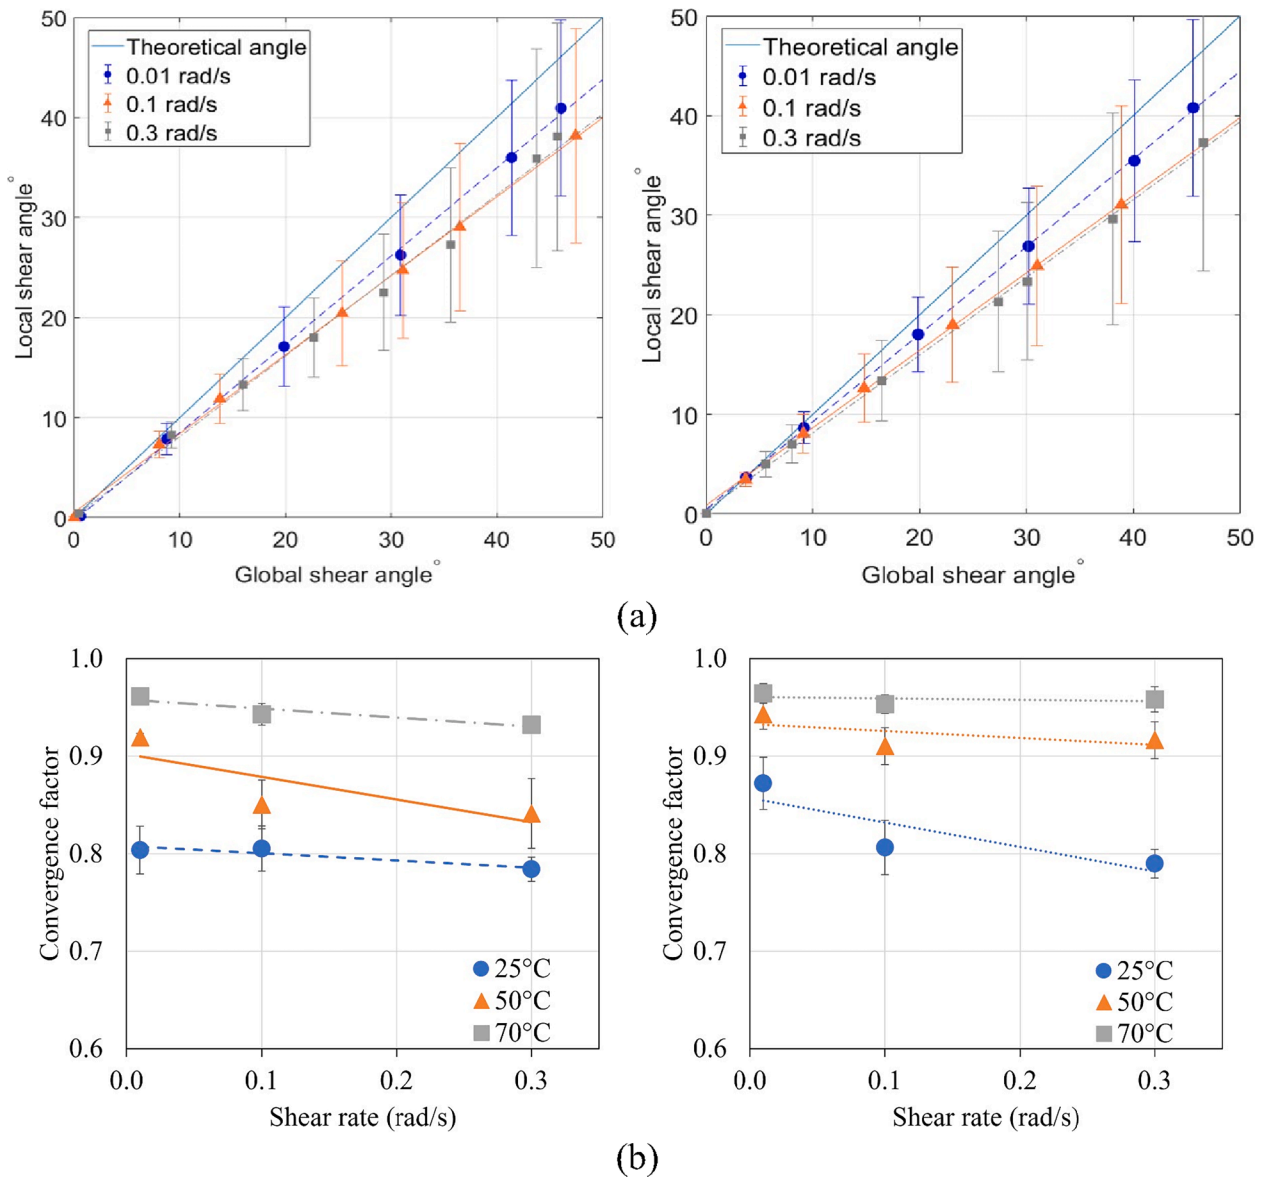 50
40
30
20
10
0
Local shear angle°
Theoretical angle
0.01 rad/s
0.1 rad/s
0.3 rad/s
0 10 20 30 40 50
Global shear angle°
50
40
30
20
10
0
Local shear angle°
Theoretical angle
0.01 rad/s
0.1 rad/s
0.3 rad/s
0 10 20 30 40 50
Global shear angle°
(a)
1.0
0.9
0.8
0.7
0.6
Convergence factor
25°C
50°C
70°C
0.0 0.1 0.2 0.3
Shear rate (rad/s)
1.0
0.9
0.8
0.7
0.6
Convergence factor
25°C
50°C
70°C
0.0 0.1 0.2 0.3
Shear rate (rad/s)
(b)